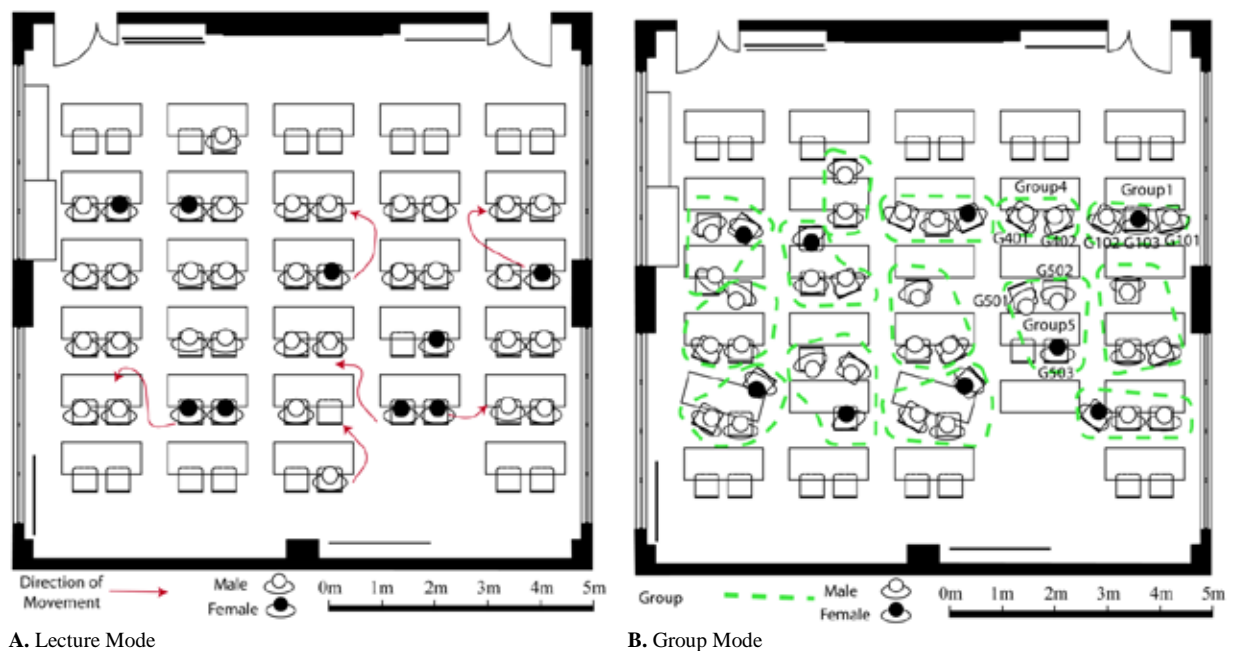 Group4
Group1
G401
G402
G102
G103
G101
G502
G501
Group5
G503
Direction of
Movement
Male
Female
0m
1m
2m
3m
4m
5m
Group
Male
Female
0m
1m
2m
3m
4m
5m
A. Lecture Mode
B. Group Mode